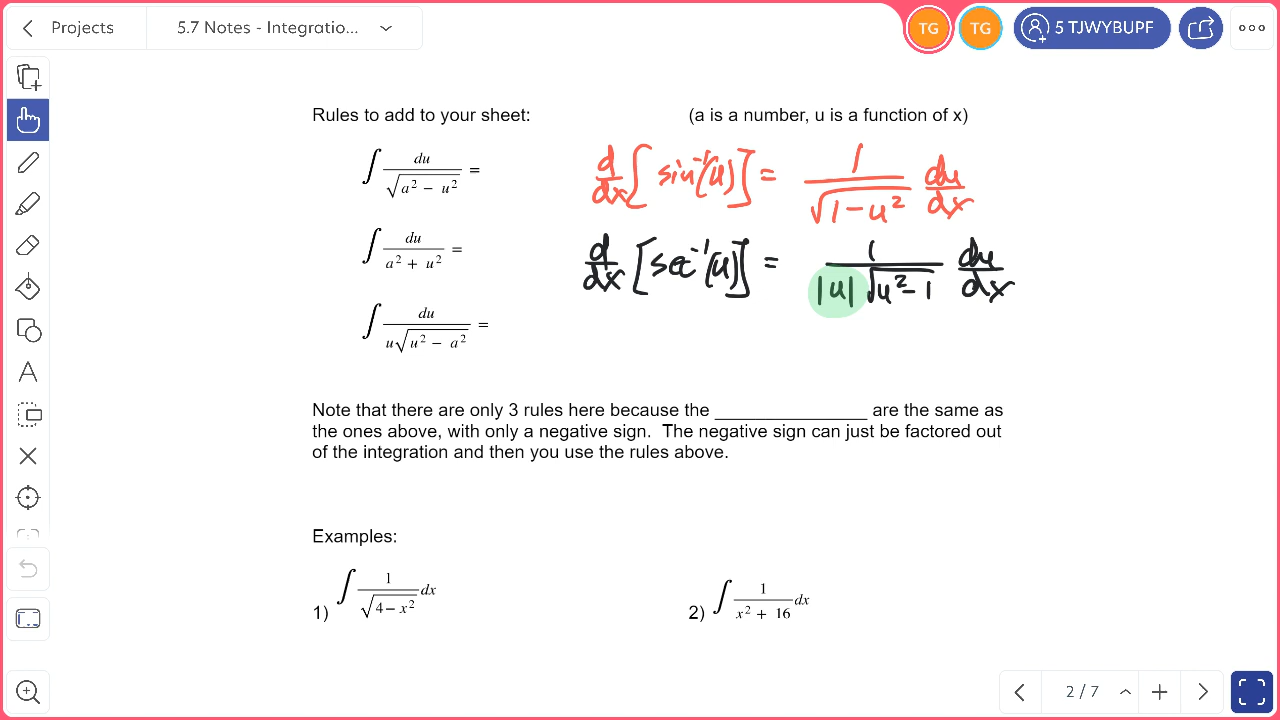 Projects
5.7 Notes - Integratio...
TG
TG
5 TJWYBUPF
Rules to add to your sheet:
(a is a number, u is a function of x)
∫ du / √(a² − u²) =
d/dx [sin⁻¹(u)] = 1 / √(1−u²) du/dx
∫ du / (a² + u²) =
d/dx [sec⁻¹(u)] = 1 / (|u|√(u²−1)) du/dx
∫ du / (u√(u² − a²)) =
Note that there are only 3 rules here because the _______________ are the same as
the ones above, with only a negative sign. The negative sign can just be factored out
of the integration and then you use the rules above.
Examples:
1) ∫ 1 / √(4 − x²) dx
2) ∫ 1 / (x² + 16) dx
2 / 7